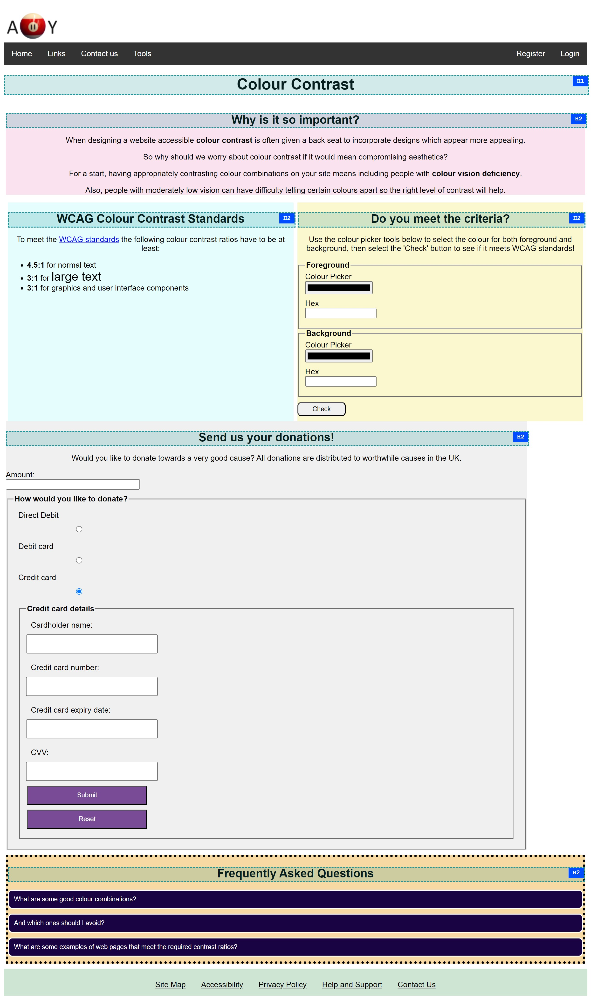 A 11 Y
Home Links Contact us Tools Register Login
Colour Contrast H1
Why is it so important? H2
When designing a website accessible colour contrast is often given a back seat to incorporate designs which appear more appealing.
So why should we worry about colour contrast if it would mean compromising aesthetics?
For a start, having appropriately contrasting colour combinations on your site means including people with colour vision deficiency.
Also, people with moderately low vision can have difficulty telling certain colours apart so the right level of contrast will help.
WCAG Colour Contrast Standards H2
To meet the WCAG standards the following colour contrast ratios have to be at
least:
• 4.5:1 for normal text
• 3:1 for large text
• 3:1 for graphics and user interface components
Do you meet the criteria? H2
Use the colour picker tools below to select the colour for both foreground and
background, then select the 'Check' button to see if it meets WCAG standards!
Foreground
Colour Picker
Hex
Background
Colour Picker
Hex
Check
Send us your donations! H2
Would you like to donate towards a very good cause? All donations are distributed to worthwhile causes in the UK.
Amount:
How would you like to donate?
Direct Debit
Debit card
Credit card
Credit card details
Cardholder name:
Credit card number:
Credit card expiry date:
CVV:
Submit
Reset
Frequently Asked Questions H2
What are some good colour combinations?
And which ones should I avoid?
What are some examples of web pages that meet the required contrast ratios?
Site Map Accessibility Privacy Policy Help and Support Contact Us